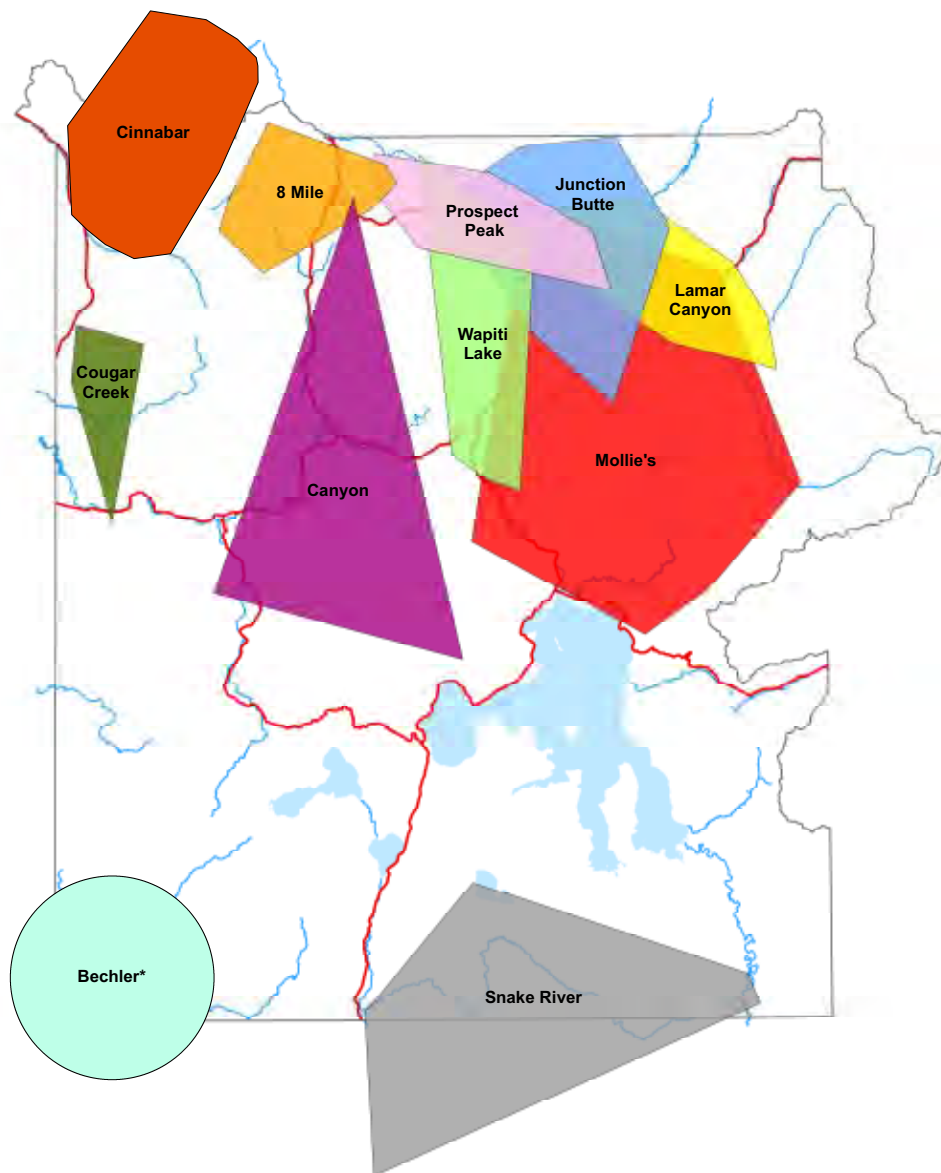 Cinnabar
8 Mile
Junction
Butte
Prospect
Peak
Lamar
Canyon
Wapiti
Lake
Cougar
Creek
Mollie's
Canyon
Bechler*
Snake River